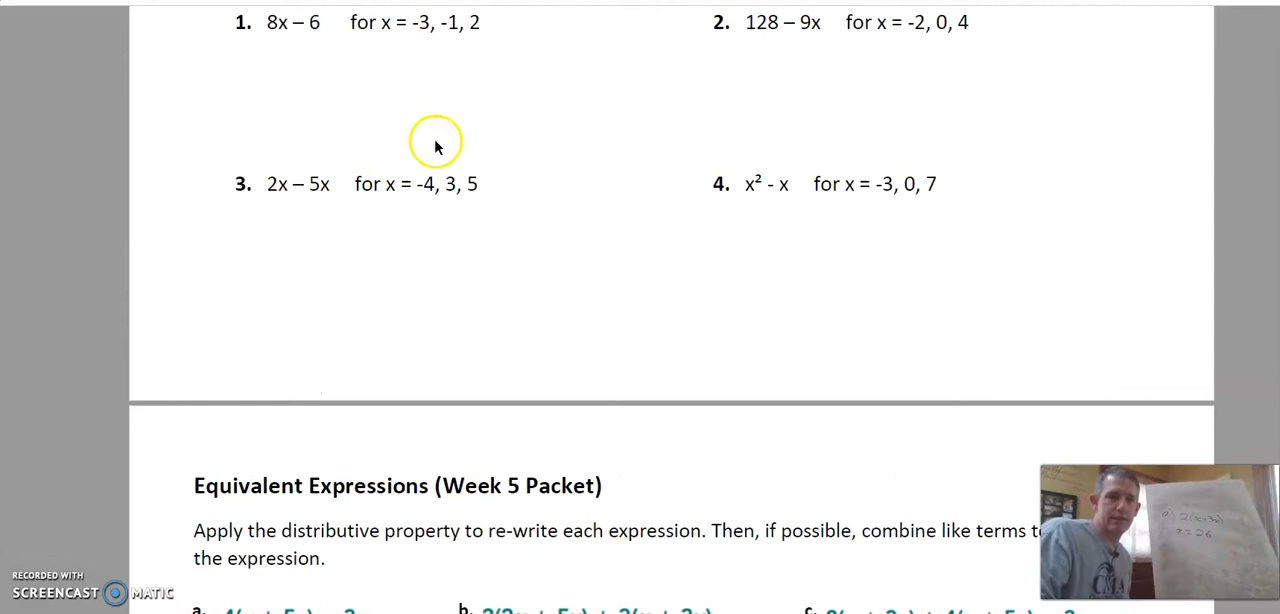 1. 8x – 6 for x = -3, -1, 2
2. 128 – 9x for x = -2, 0, 4
3. 2x – 5x for x = -4, 3, 5
4. x² - x for x = -3, 0, 7
Equivalent Expressions (Week 5 Packet)
Apply the distributive property to re-write each expression. Then, if possible, combine like terms
the expression.
a.
b.
c.
RECORDED WITH
SCREENCAST MATIC